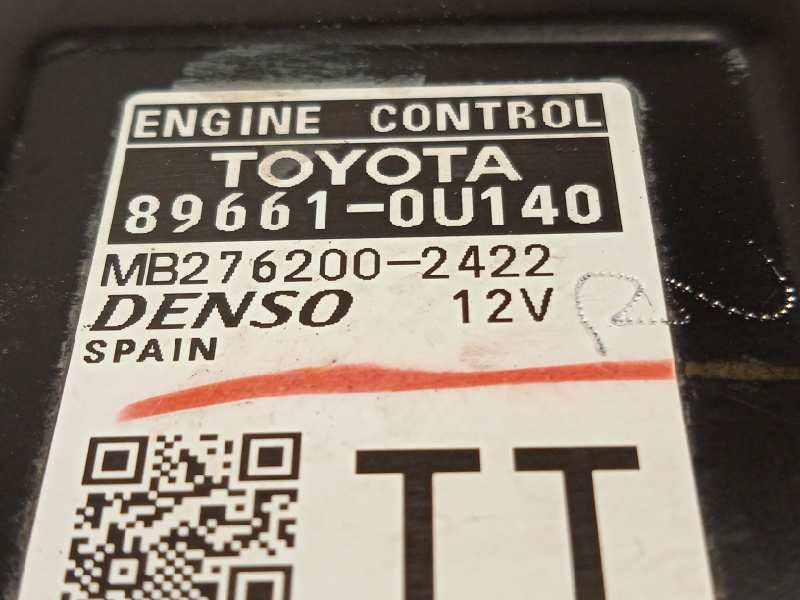 ENGINE CONTROL
TOYOTA
89661-0U140
MB276200-2422
DENSO 12V
SPAIN
TT